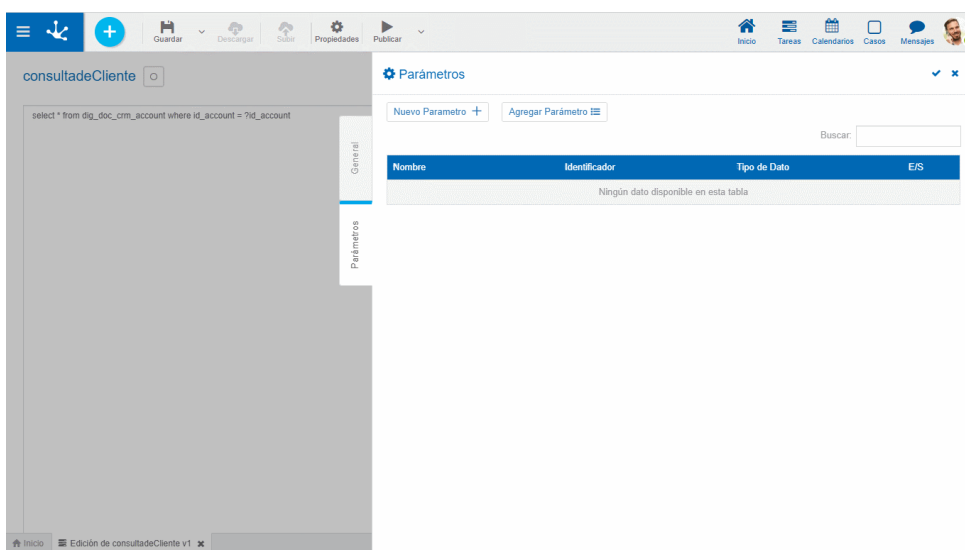 Guardar
Descargar
Subir
Propiedades
Publicar
Inicio
Tareas
Calendarios
Casos
Mensajes
consultadeCliente
Parámetros
select * from dig_doc_crm_account where id_account = ?id_account
Nuevo Parametro
Agregar Parámetro
Buscar:
General
Parámetros
Nombre Identificador Tipo de Dato E/S
Ningún dato disponible en esta tabla
Inicio
Edición de consultadeCliente v1